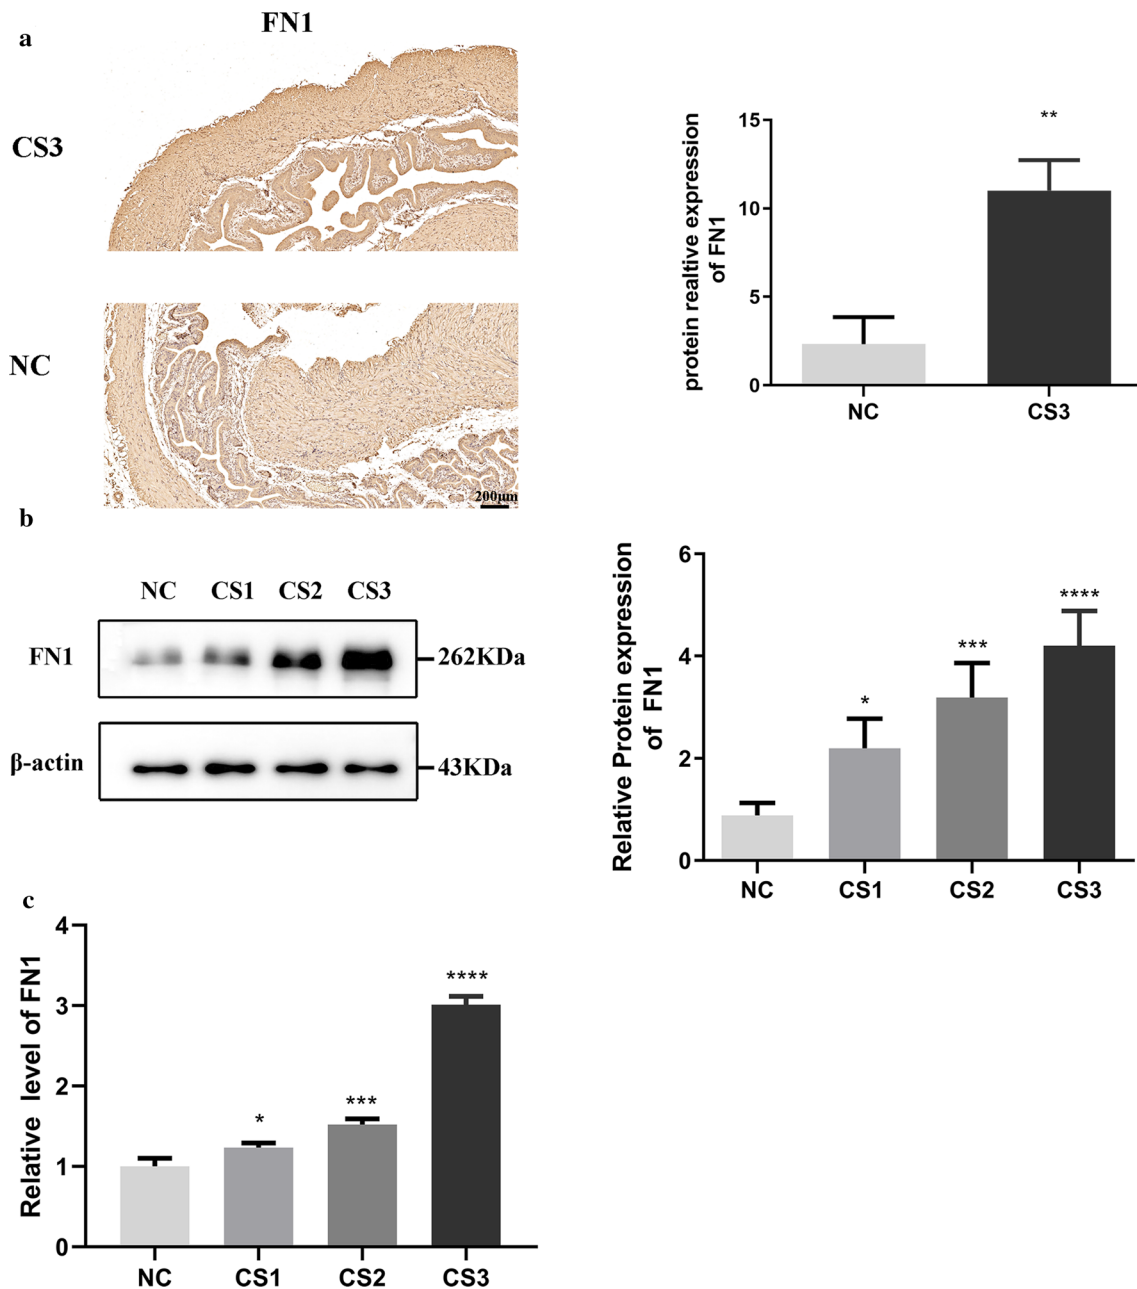 a
FN1
CS3
NC
200μm
protein realtive expression
of FN1
15
10
5
0
**
NC
CS3
b
NC CS1 CS2 CS3
FN1
262KDa
β-actin
43KDa
Relative Protein expression
of FN1
6
4
2
0
*
***
****
NC CS1 CS2 CS3
c
Relative level of FN1
4
3
2
1
0
*
***
****
NC CS1 CS2 CS3